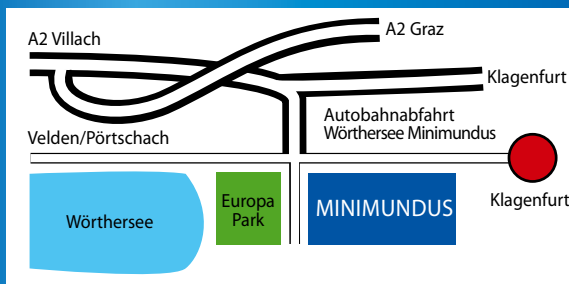 A2 Villach
A2 Graz
Klagenfurt
Autobahnabfahrt
Wörthersee Minimundus
Velden/Pörtschach
Wörthersee
Europa
Park
MINIMUNDUS
Klagenfurt